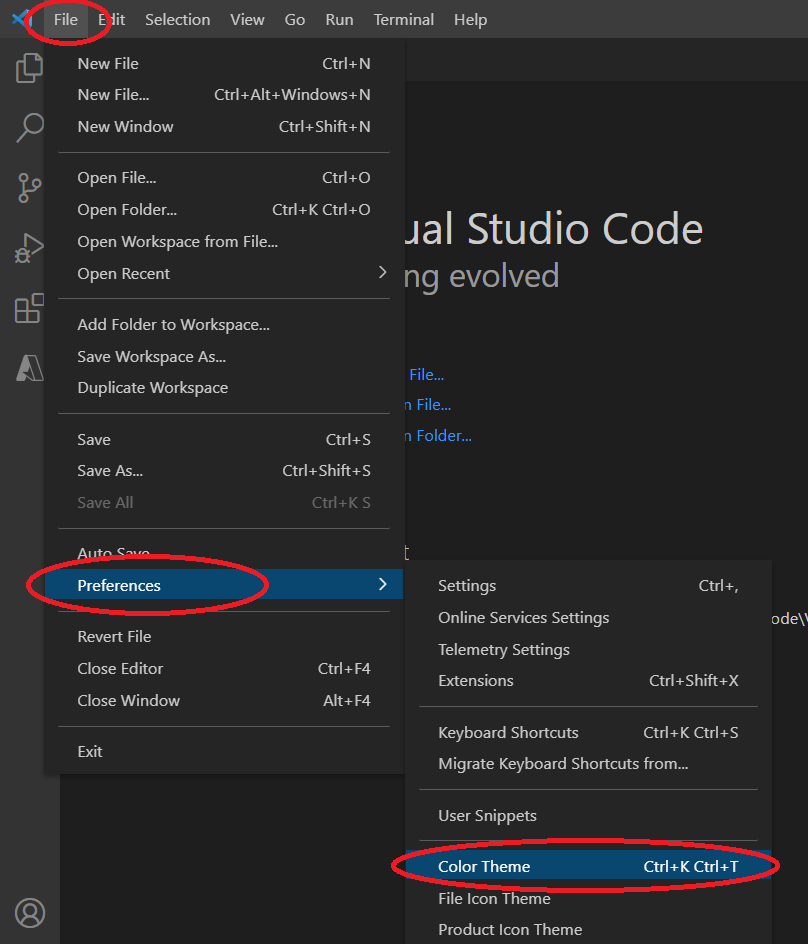 File Edit Selection View Go Run Terminal Help
New File Ctrl+N
New File... Ctrl+Alt+Windows+N
New Window Ctrl+Shift+N
Open File... Ctrl+O
Open Folder... Ctrl+K Ctrl+O
Open Workspace from File...
Open Recent
Add Folder to Workspace...
Save Workspace As...
Duplicate Workspace
Save Ctrl+S
Save As... Ctrl+Shift+S
Save All Ctrl+K S
Auto Save
Preferences
Revert File
Close Editor Ctrl+F4
Close Window Alt+F4
Exit
ual Studio Code
ng evolved
File...
n File...
n Folder...
t
Settings Ctrl+,
Online Services Settings
Telemetry Settings
Extensions Ctrl+Shift+X
Keyboard Shortcuts Ctrl+K Ctrl+S
Migrate Keyboard Shortcuts from...
User Snippets
Color Theme Ctrl+K Ctrl+T
File Icon Theme
Product Icon Theme
ode\